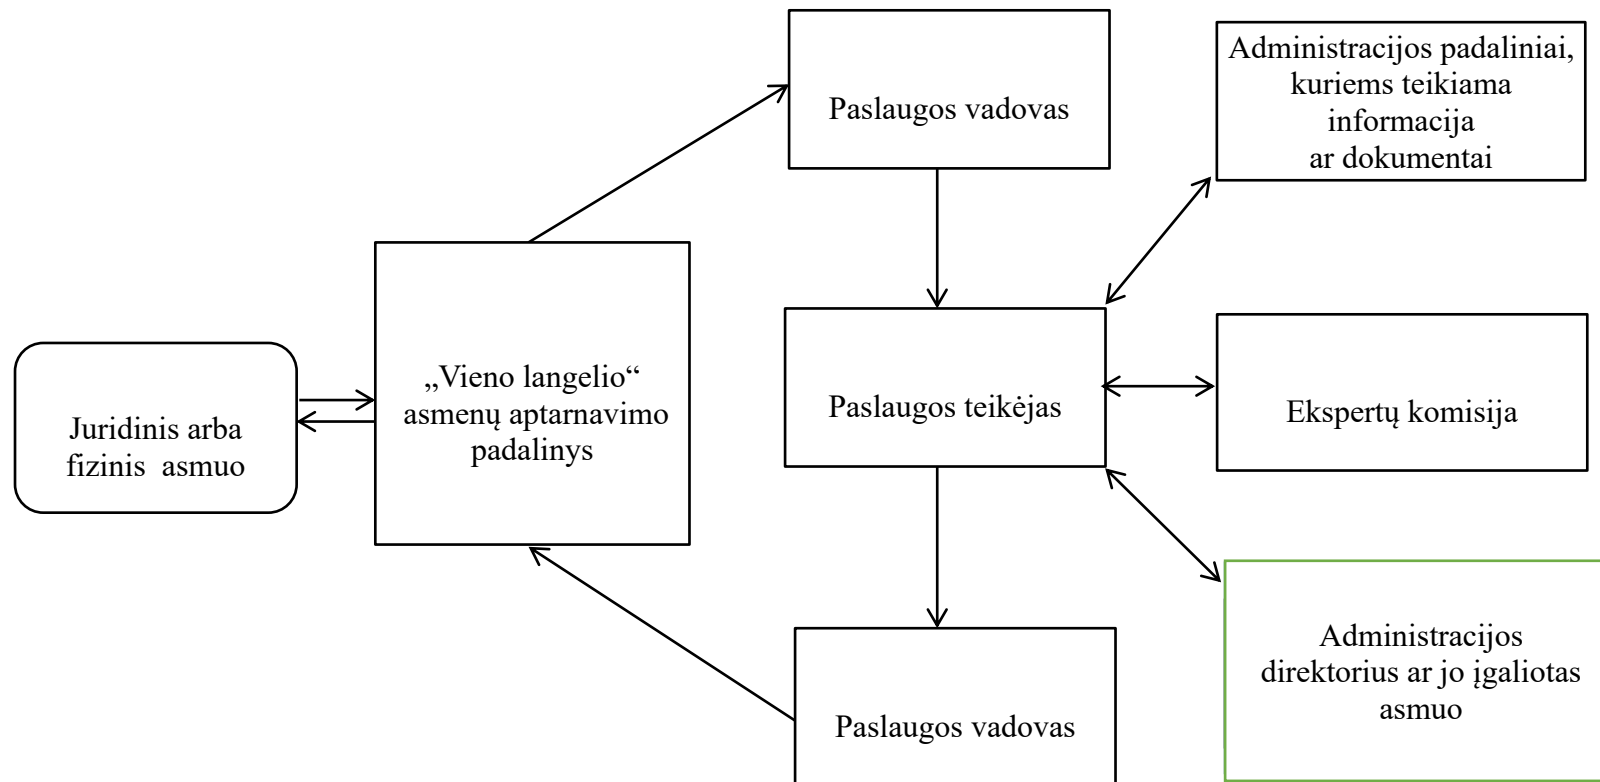 Paslaugos vadovas
Administracijos padaliniai,
kuriems teikiama
informacija
ar dokumentai
Juridinis arba
fizinis asmuo
„Vieno langelio“
asmenų aptarnavimo
padalinys
Paslaugos teikėjas
Ekspertų komisija
Paslaugos vadovas
Administracijos
direktorius ar jo įgaliotas
asmuo